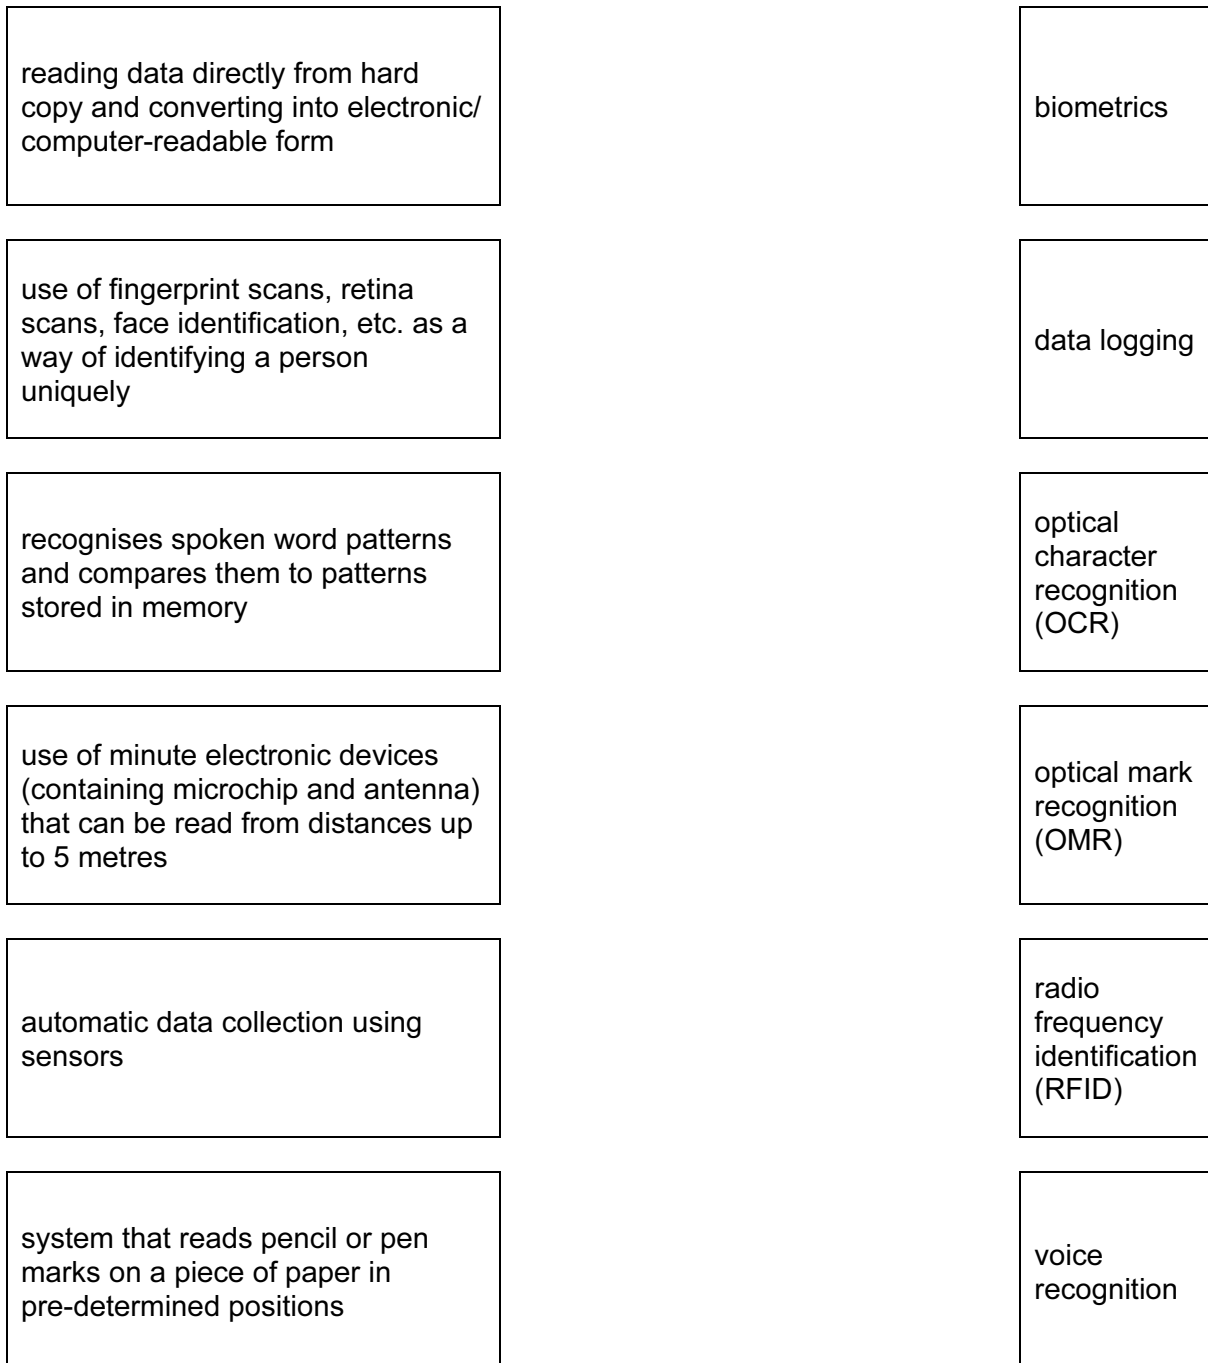 reading data directly from hard
copy and converting into electronic/
computer-readable form
biometrics
use of fingerprint scans, retina
scans, face identification, etc. as a
way of identifying a person
uniquely
data logging
recognises spoken word patterns
and compares them to patterns
stored in memory
optical
character
recognition
(OCR)
use of minute electronic devices
(containing microchip and antenna)
that can be read from distances up
to 5 metres
optical mark
recognition
(OMR)
automatic data collection using
sensors
radio
frequency
identification
(RFID)
system that reads pencil or pen
marks on a piece of paper in
pre-determined positions
voice
recognition